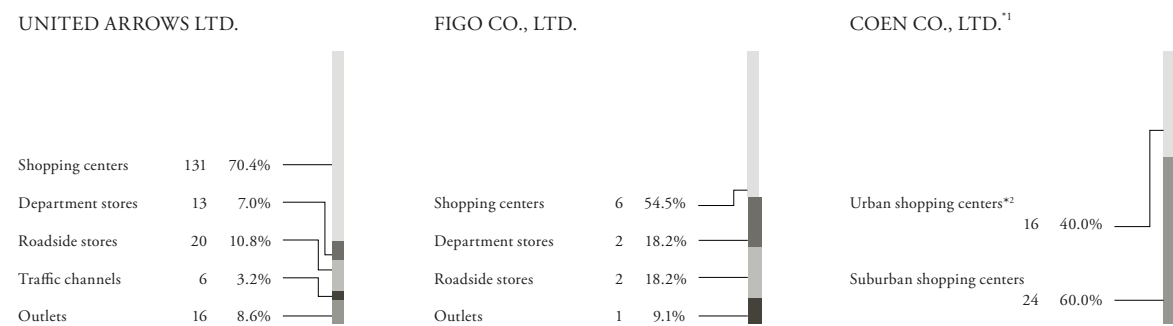 UNITED ARROWS LTD.
Shopping centers 131 70.4%
Department stores 13 7.0%
Roadside stores 20 10.8%
Traffic channels 6 3.2%
Outlets 16 8.6%
FIGO CO., LTD.
Shopping centers 6 54.5%
Department stores 2 18.2%
Roadside stores 2 18.2%
Outlets 1 9.1%
COEN CO., LTD.*1
Urban shopping centers*2
16 40.0%
Suburban shopping centers
24 60.0%